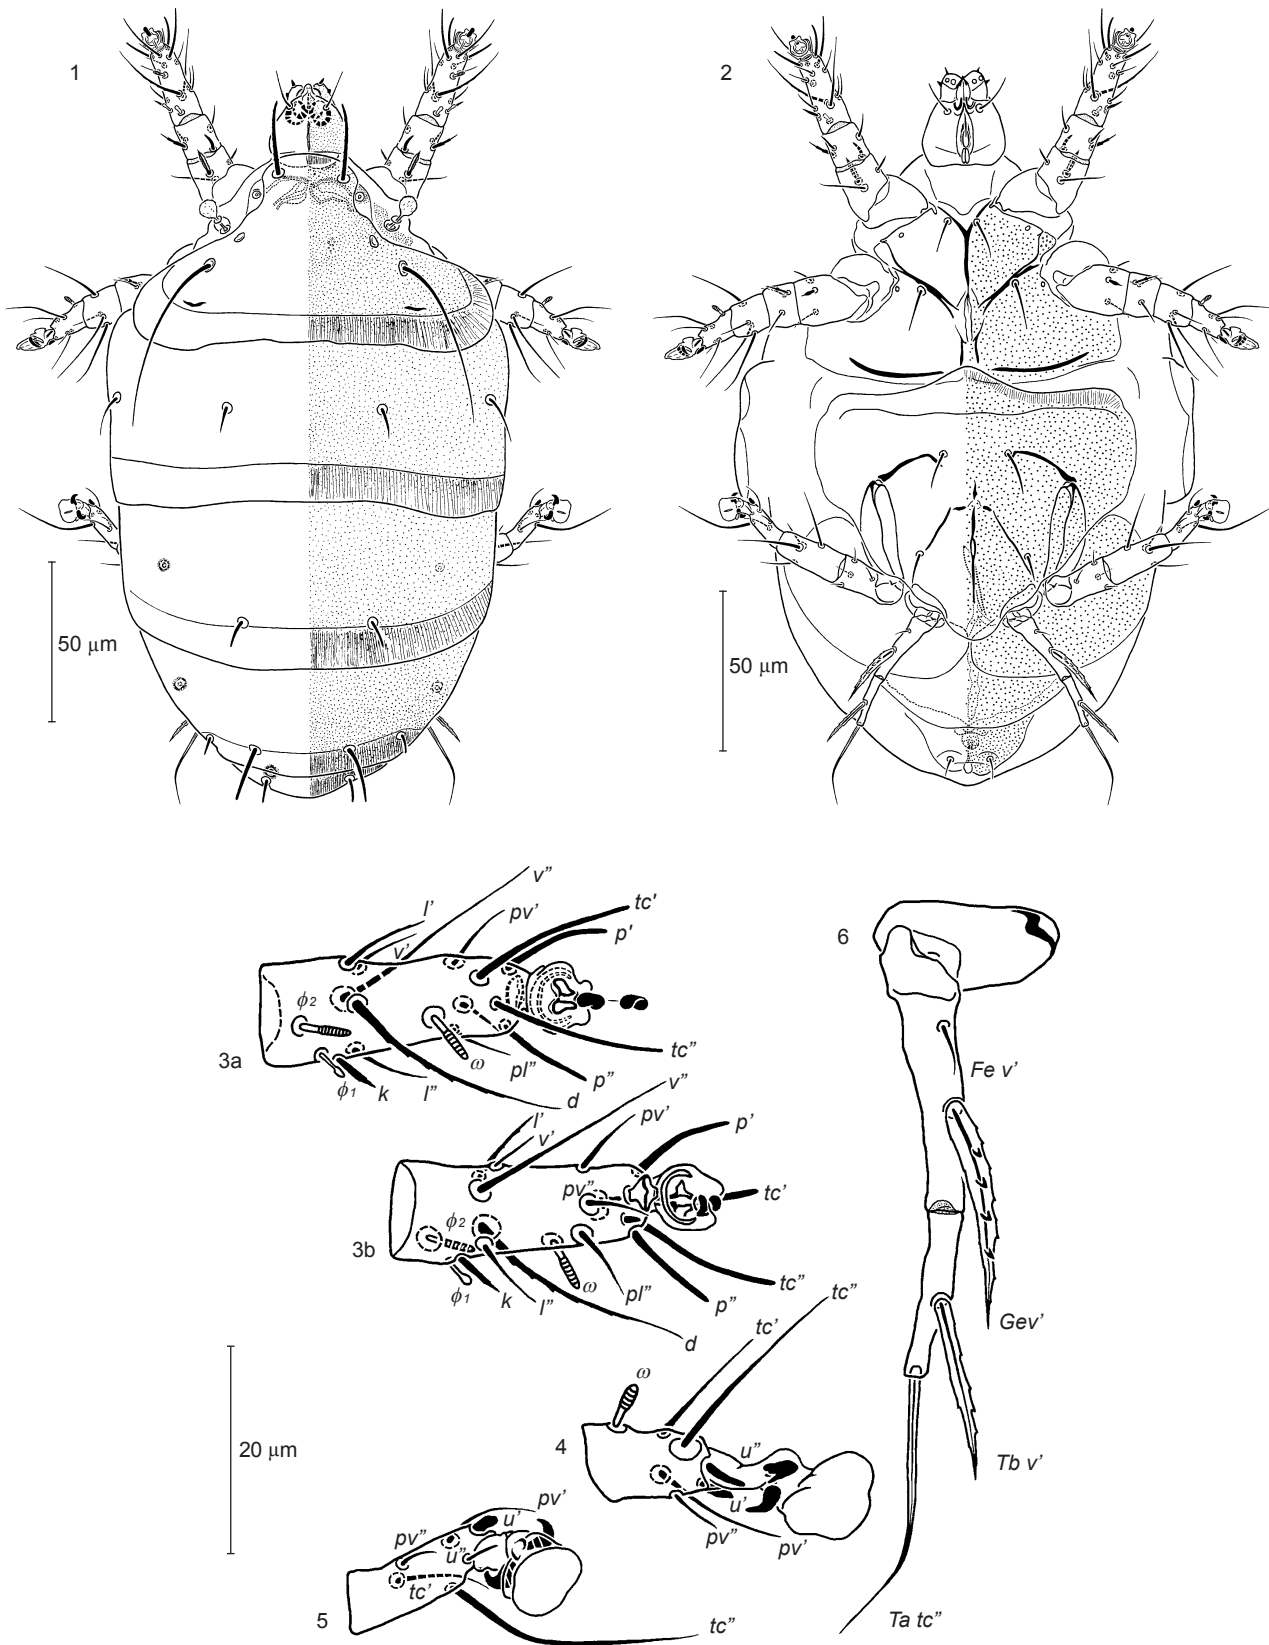 1
2
50 μm
50 μm
v”
l’
pv’
tc'
p'
v’
ϕ2
3a
ϕ1
k
l”
ω
pl”
p”
tc”
d
v”
l’
v’
pv’
p’
pv”
tc’
ϕ2
3b
ϕ1
k
l”
ω
pl”
p”
tc”
d
6
Fe v’
Gev’
Tb v’
Ta tc”
20 μm
4
ω
tc’
tc”
u”
u’
pv”
pv’
5
pv”
u’
pv’
u”
tc’
tc”